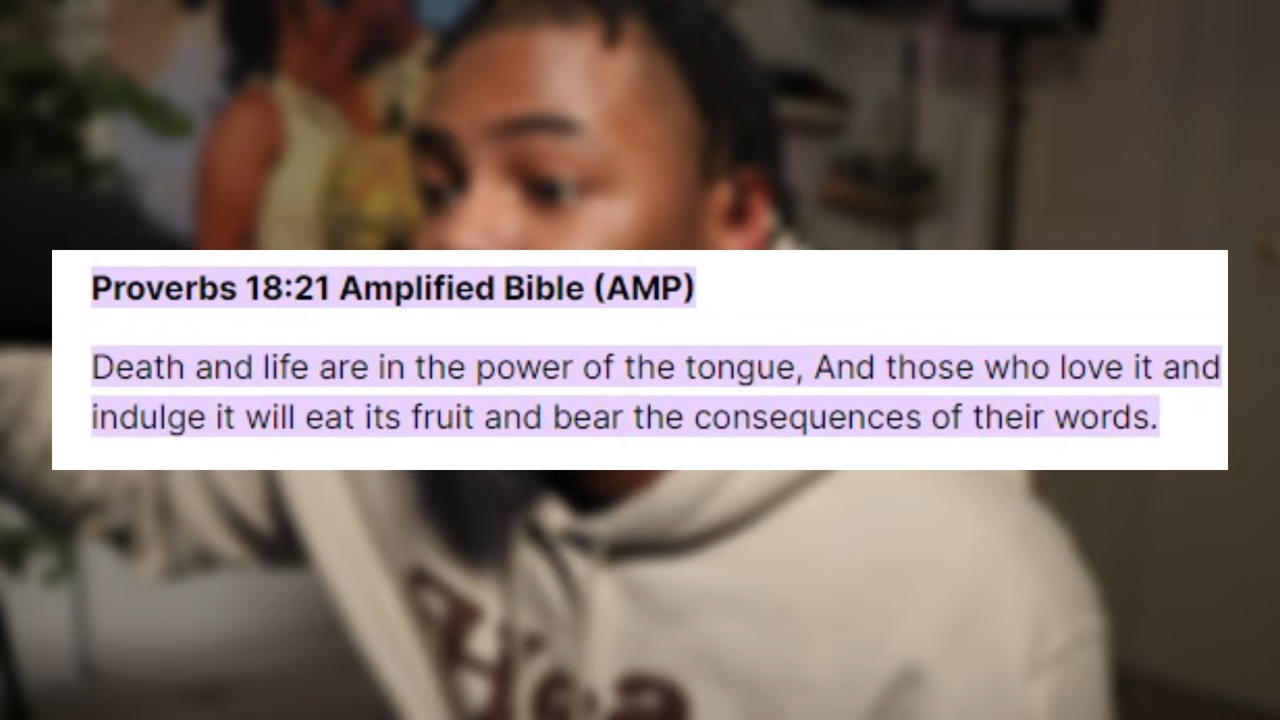 Proverbs 18:21 Amplified Bible (AMP)
Death and life are in the power of the tongue, And those who love it and
indulge it will eat its fruit and bear the consequences of their words.